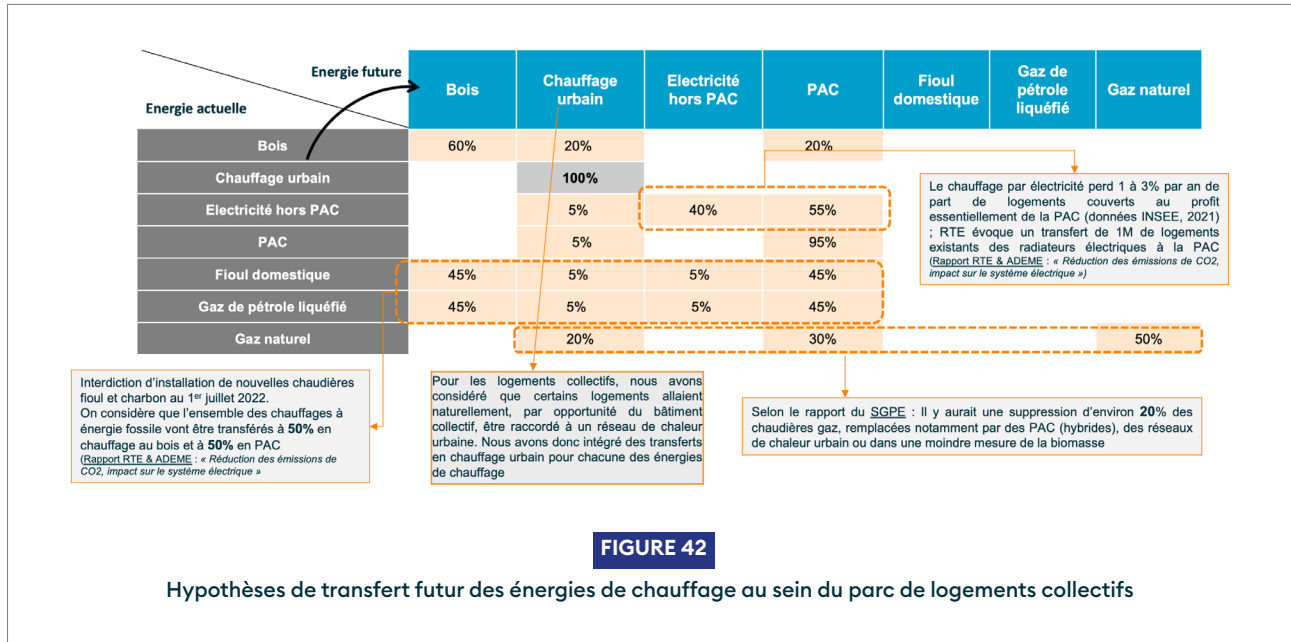 Energie future
Energie actuelle
Bois
Chauffage
urbain
Electricité
hors PAC
PAC
Fioul
domestique
Gaz de
pétrole
liquéfié
Gaz naturel
Bois 60% 20% 20%
Chauffage urbain 100%
Electricité hors PAC 5% 40% 55%
PAC 5% 95%
Fioul domestique 45% 5% 5% 45%
Gaz de pétrole liquéfié 45% 5% 5% 45%
Gaz naturel 20% 30% 50%
Le chauffage par électricité perd 1 à 3% par an de
part de logements couverts au profit
essentiellement de la PAC (données INSEE, 2021)
; RTE évoque un transfert de 1M de logements
existants des radiateurs électriques à la PAC
(Rapport RTE & ADEME : « Réduction des émissions de CO2,
impact sur le système électrique »)
Interdiction d'installation de nouvelles chaudières
fioul et charbon au 1er juillet 2022.
On considère que l'ensemble des chauffages à
énergie fossile vont être transférés à 50% en
chauffage au bois et à 50% en PAC
(Rapport RTE & ADEME : « Réduction des émissions de
CO2, impact sur le système électrique »
Pour les logements collectifs, nous avons
considéré que certains logements allaient
naturellement, par opportunité du bâtiment
collectif, être raccordé à un réseau de chaleur
urbaine. Nous avons donc intégré des transferts
en chauffage urbain pour chacune des énergies
de chauffage
Selon le rapport du SGPE : Il y aurait une suppression d'environ 20% des
chaudières gaz, remplacées notamment par des PAC (hybrides), des réseaux
de chaleur urbain ou dans une moindre mesure de la biomasse
FIGURE 42
Hypothèses de transfert futur des énergies de chauffage au sein du parc de logements collectifs